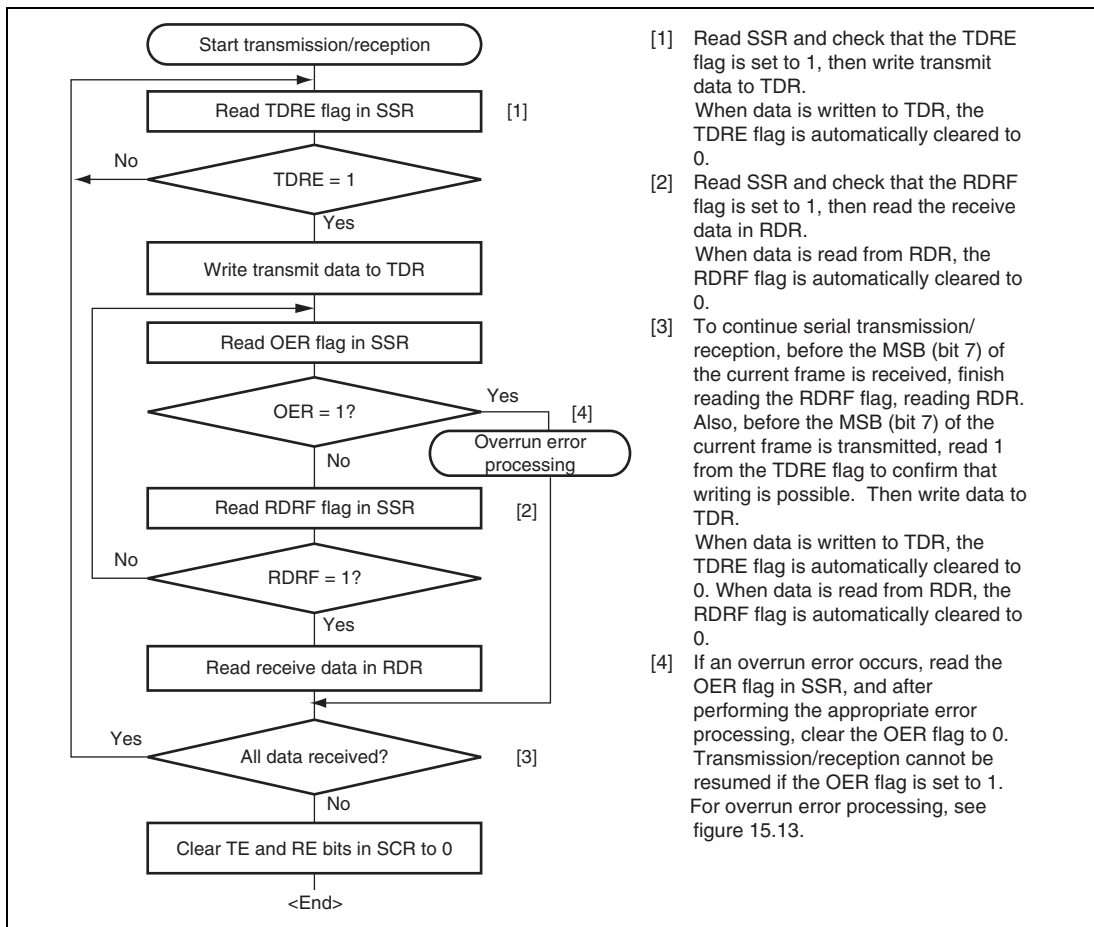 Start transmission/reception
Read TDRE flag in SSR
[1]
No
TDRE = 1
Yes
Write transmit data to TDR
Read OER flag in SSR
OER = 1?
Yes
[4]
Overrun error
processing
No
Read RDRF flag in SSR
[2]
No
RDRF = 1?
Yes
Read receive data in RDR
Yes
All data received?
[3]
No
Clear TE and RE bits in SCR to 0
<End>
[1] Read SSR and check that the TDRE
flag is set to 1, then write transmit
data to TDR.
When data is written to TDR, the
TDRE flag is automatically cleared to
0.
[2] Read SSR and check that the RDRF
flag is set to 1, then read the receive
data in RDR.
When data is read from RDR, the
RDRF flag is automatically cleared to
0.
[3] To continue serial transmission/
reception, before the MSB (bit 7) of
the current frame is received, finish
reading the RDRF flag, reading RDR.
Also, before the MSB (bit 7) of the
current frame is transmitted, read 1
from the TDRE flag to confirm that
writing is possible. Then write data to
TDR.
When data is written to TDR, the
TDRE flag is automatically cleared to
0. When data is read from RDR, the
RDRF flag is automatically cleared to
0.
[4] If an overrun error occurs, read the
OER flag in SSR, and after
performing the appropriate error
processing, clear the OER flag to 0.
Transmission/reception cannot be
resumed if the OER flag is set to 1.
For overrun error processing, see
figure 15.13.